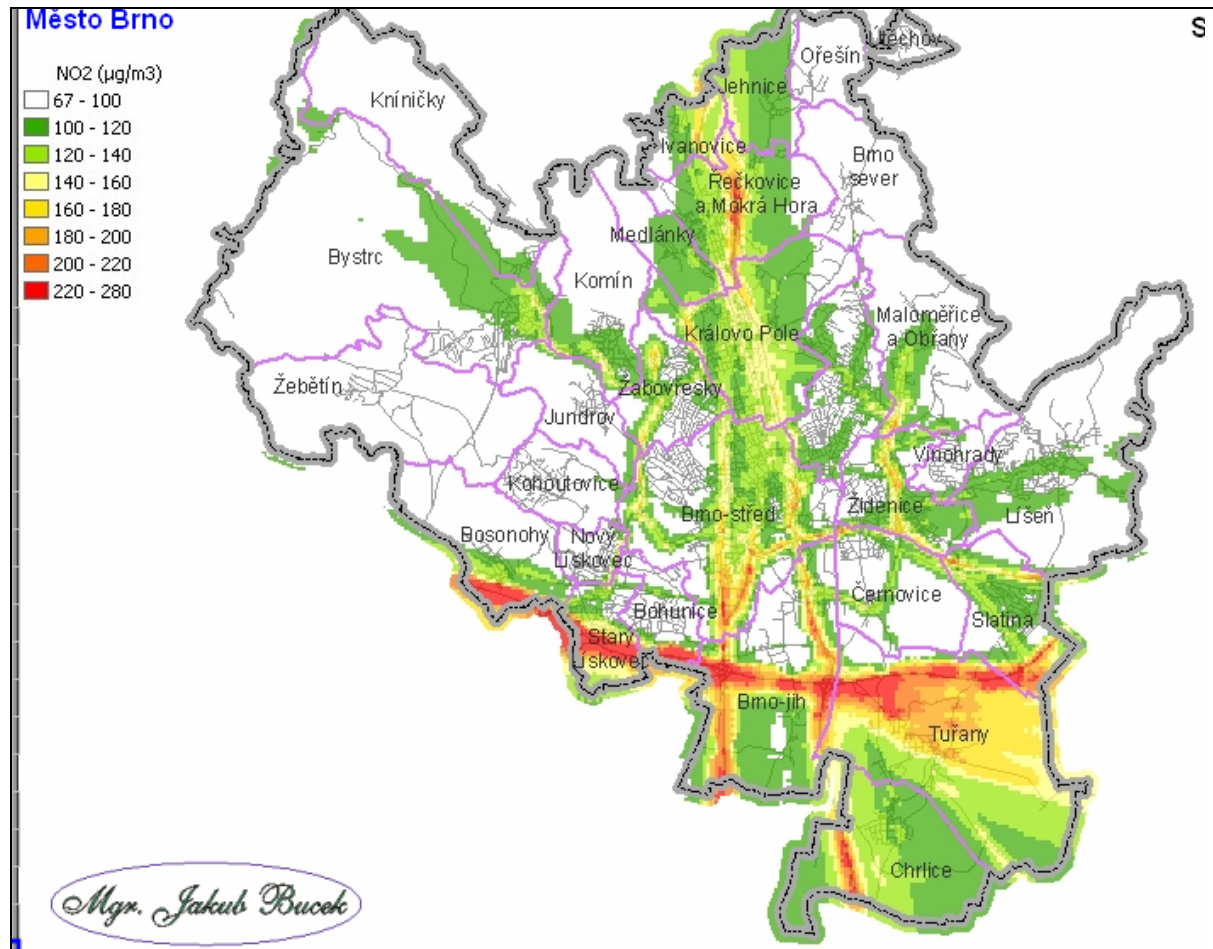 Město Brno
S
NO2 (µg/m3)
67 - 100
100 - 120
120 - 140
140 - 160
160 - 180
180 - 200
200 - 220
220 - 280
Útěchov
Ořešín
Jehnice
Kníničky
Ivanovice
Brno
sever
Řečkovice
a Mokrá Hora
Medlánky
Bystrc
Komín
Maloměřice
a Obřany
Královo Pole
Žebětín
Žabovřesky
Jundrov
Vinohrady
Kohoutovice
Židenice
Líšeň
Brno-střed
Bosonohy
Nový
Lískovec
Černovice
Bohunice
Slatina
Starý
Lískovec
Brno-jih
Tuřany
Chrlice
Mgr. Jakub Bucek